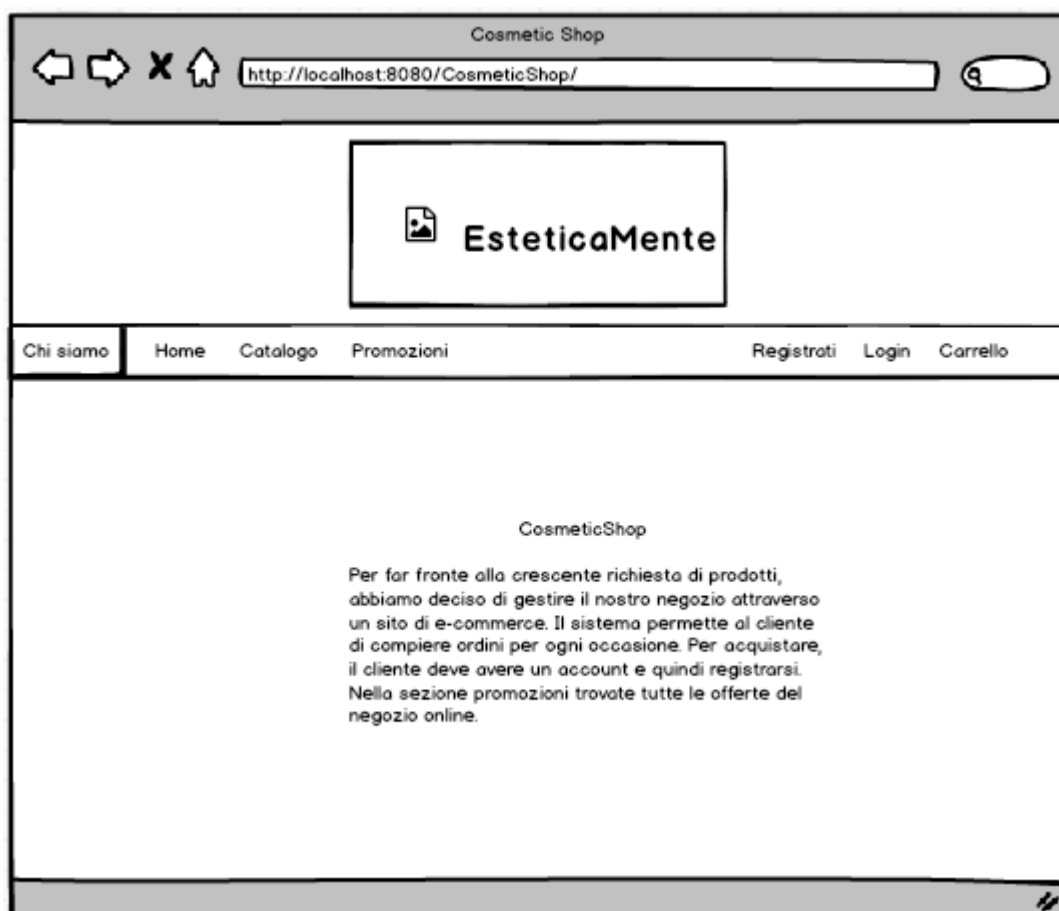 Cosmetic Shop
http://localhost:8080/CosmeticShop/
EsteticaMente
Chi siamo Home Catalogo Promozioni Registrati Login Carrello
CosmeticShop
Per far fronte alla crescente richiesta di prodotti,
abbiamo deciso di gestire il nostro negozio attraverso
un sito di e-commerce. Il sistema permette al cliente
di compiere ordini per ogni occasione. Per acquistare,
il cliente deve avere un account e quindi registrarsi.
Nella sezione promozioni trovate tutte le offerte del
negozio online.